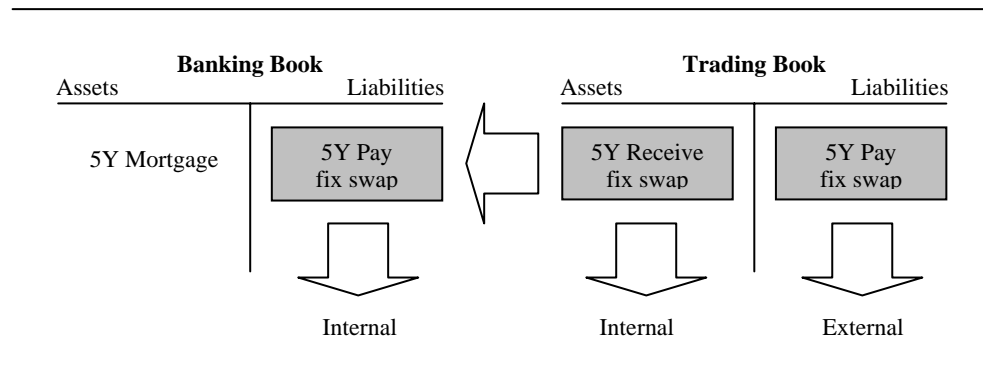 Banking Book
Trading Book
Assets
Liabilities
Assets
Liabilities
5Y Mortgage
5Y Pay
fix swap
5Y Receive
fix swap
5Y Pay
fix swap
Internal
Internal
External